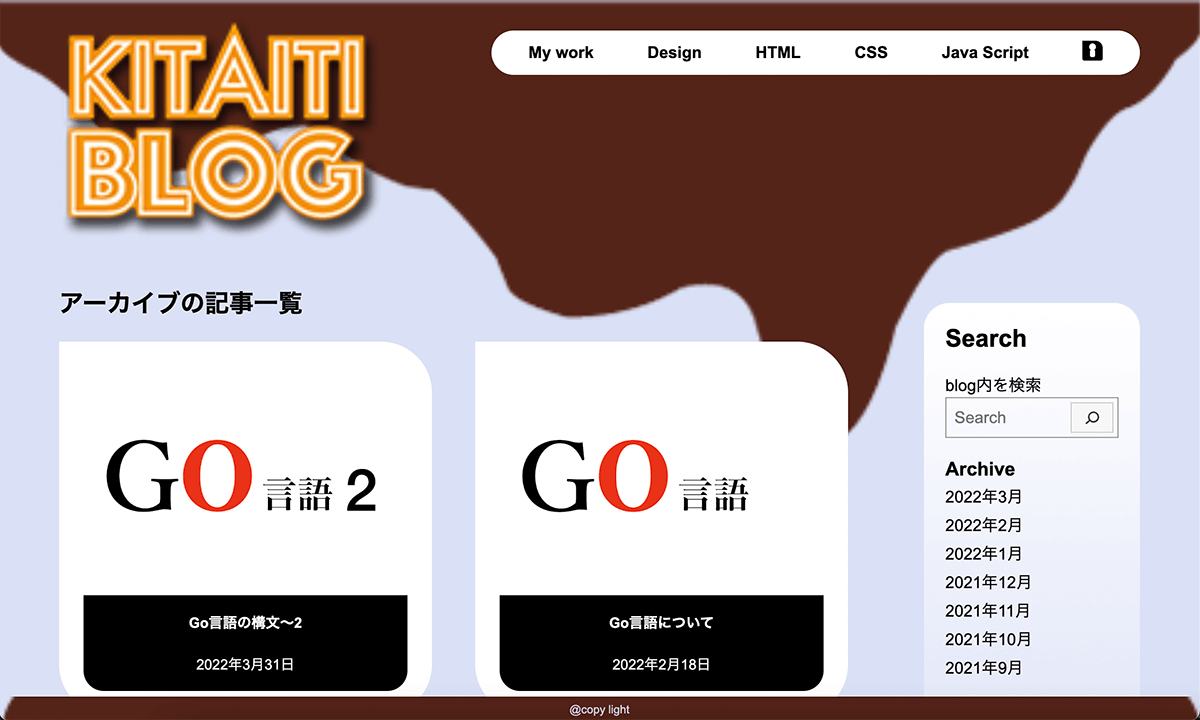 KITAITI
BLOG
My work
Design
HTML
CSS
Java Script
アーカイブの記事一覧
GO言語 2
Go言語の構文〜2
2022年3月31日
GO言語
Go言語について
2022年2月18日
Search
blog内を検索
Search
Archive
2022年3月
2022年2月
2022年1月
2021年12月
2021年11月
2021年10月
2021年9月
@copy light